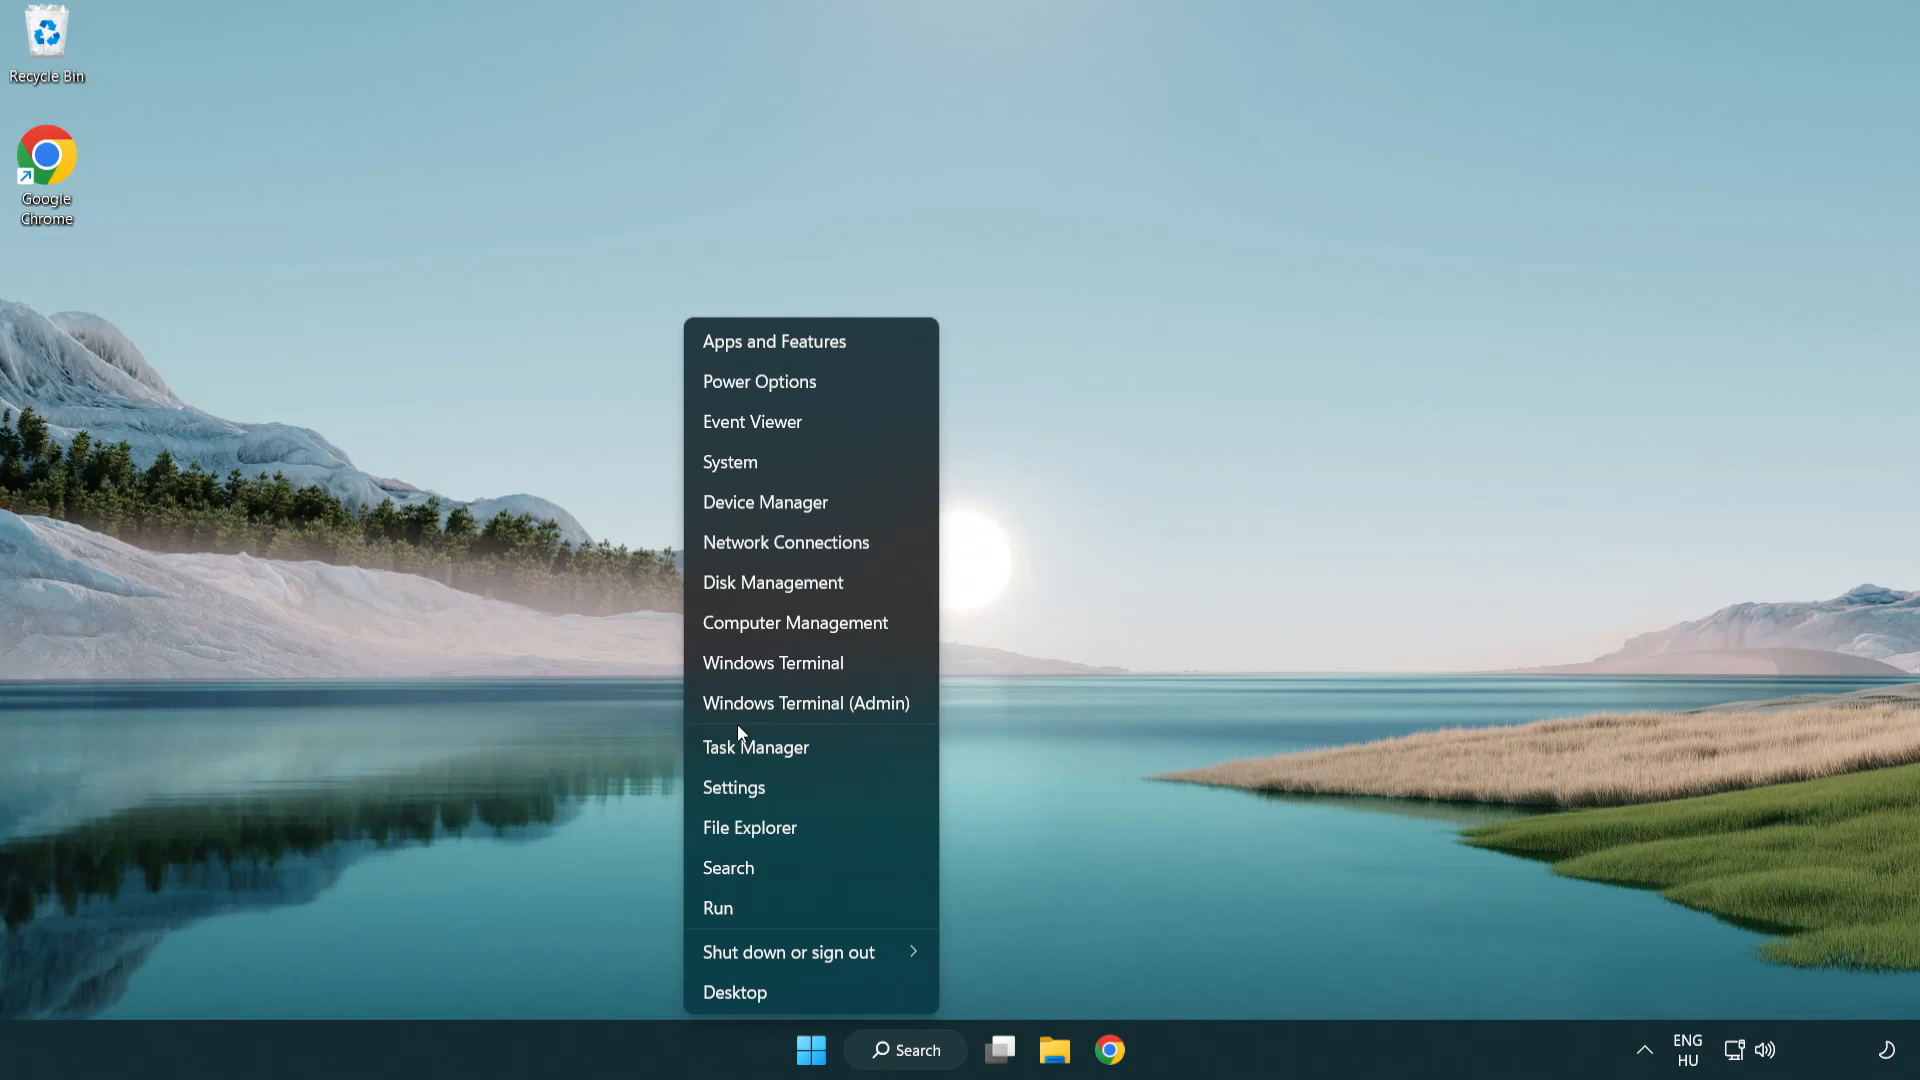 Recycle Bin
Google
Chrome
Apps and Features
Power Options
Event Viewer
System
Device Manager
Network Connections
Disk Management
Computer Management
Windows Terminal
Windows Terminal (Admin)
Task Manager
Settings
File Explorer
Search
Run
Shut down or sign out
Desktop
Search
ENG
HU